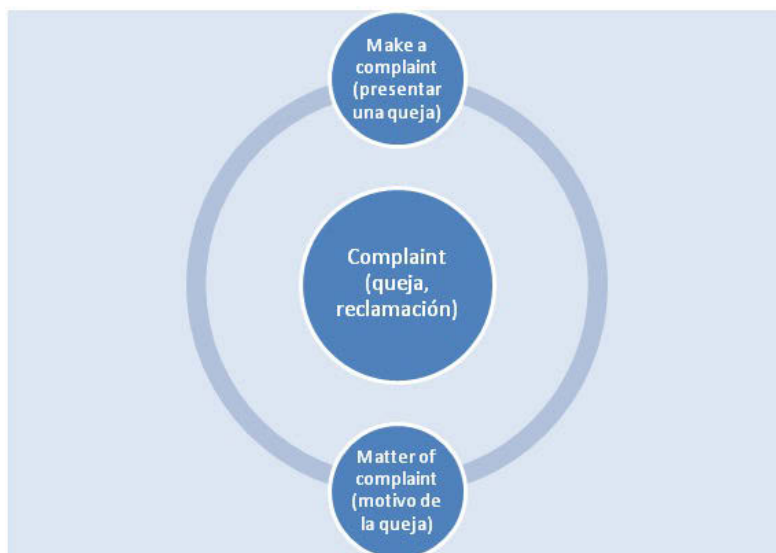 Make a
complaint
(presentar
una queja)
Complaint
(queja,
reclamación)
Matter of
complaint
(motivo de
la queja)